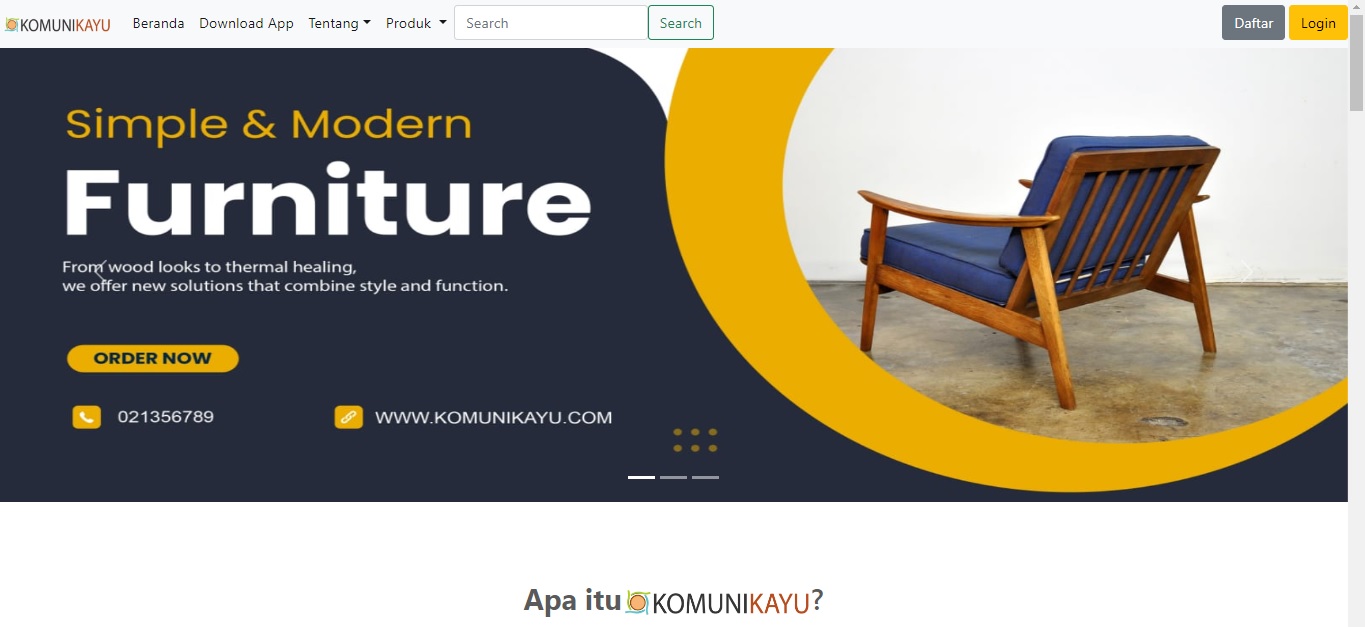 KOMUNIKAYU Beranda Download App Tentang Produk Search Search Daftar Login
Simple & Modern
Furniture
From wood looks to thermal healing,
we offer new solutions that combine style and function.
ORDER NOW
021356789 WWW.KOMUNIKAYU.COM
Apa itu KOMUNIKAYU?